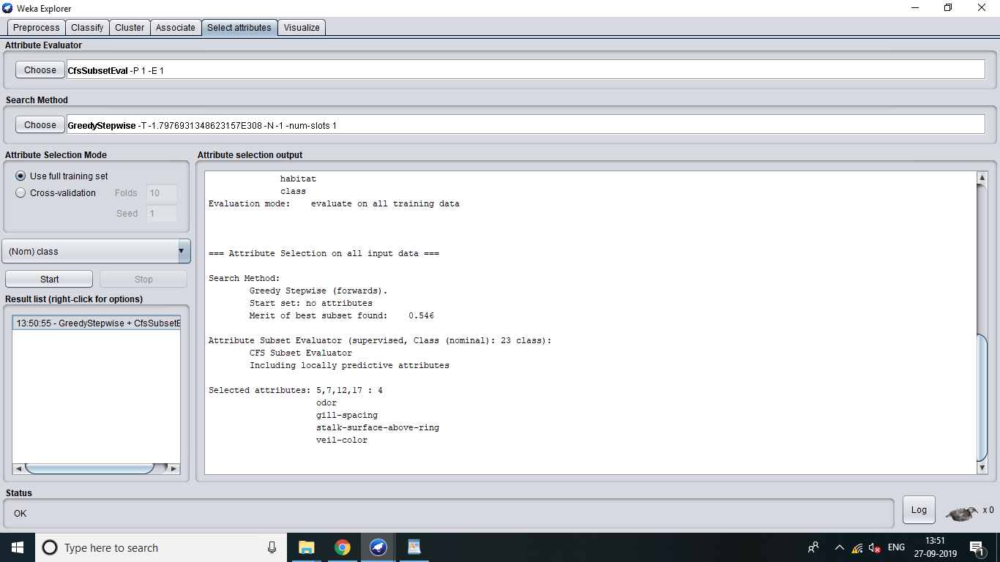 Weka Explorer
Preprocess Classify Cluster Associate Select attributes Visualize
Attribute Evaluator
Choose CfsSubsetEval -P 1 -E 1
Search Method
Choose GreedyStepwise -T -1.7976931348623157E308 -N -1 -num-slots 1
Attribute Selection Mode
Use full training set
Cross-validation Folds 10
Seed 1
(Nom) class
Start Stop
Result list (right-click for options)
13:50:55 - GreedyStepwise + CfsSubsetE
Attribute selection output
habitat
class
Evaluation mode: evaluate on all training data
=== Attribute Selection on all input data ===
Search Method:
Greedy Stepwise (forwards).
Start set: no attributes
Merit of best subset found: 0.546
Attribute Subset Evaluator (supervised, Class (nominal): 23 class):
CFS Subset Evaluator
Including locally predictive attributes
Selected attributes: 5,7,12,17 : 4
odor
gill-spacing
stalk-surface-above-ring
veil-color
Status
OK
Log x 0
Type here to search
ENG
13:51
27-09-2019
1